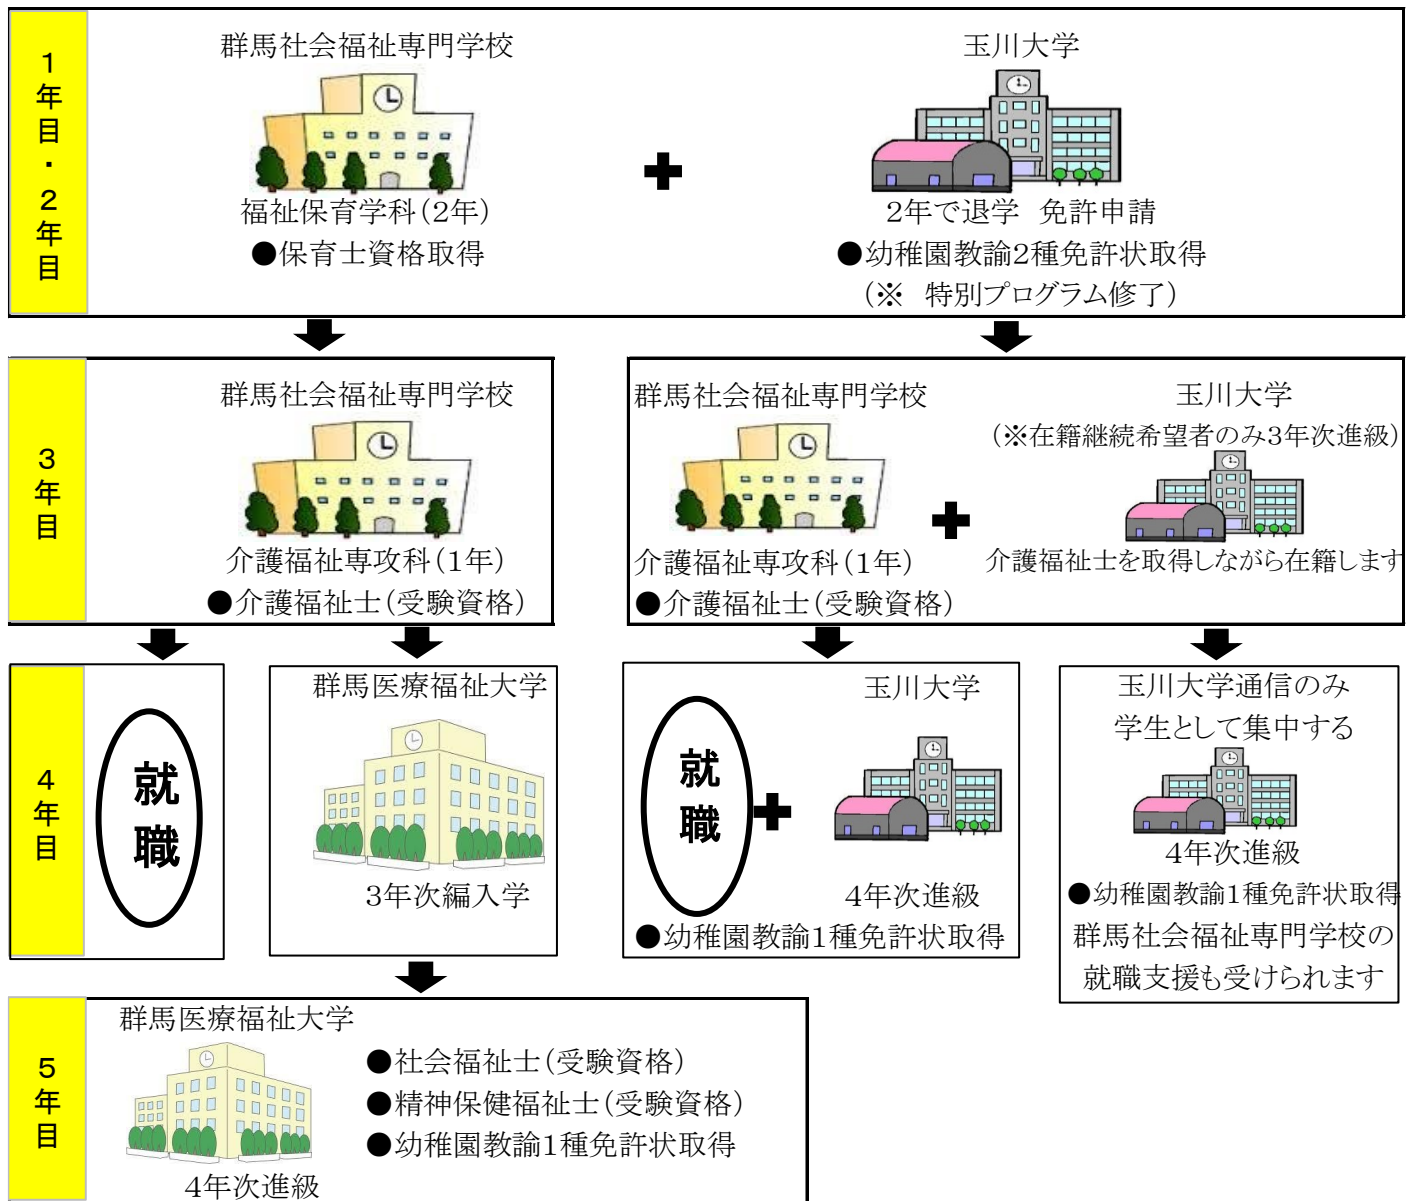 1年目・2年目
群馬社会福祉専門学校
福祉保育学科(2年)
●保育士資格取得
玉川大学
2年で退学 免許申請
●幼稚園教諭2種免許状取得
(※ 特別プログラム修了)
3年目
群馬社会福祉専門学校
介護福祉専攻科(1年)
●介護福祉士(受験資格)
群馬社会福祉専門学校
介護福祉専攻科(1年)
●介護福祉士(受験資格)
玉川大学
(※在籍継続希望者のみ3年次進級)
介護福祉士を取得しながら在籍します
4年目
就職
群馬医療福祉大学
3年次編入学
就職
玉川大学
4年次進級
●幼稚園教諭1種免許状取得
玉川大学通信のみ
学生として集中する
4年次進級
●幼稚園教諭1種免許状取得
群馬社会福祉専門学校の
就職支援も受けられます
5年目
群馬医療福祉大学
4年次進級
●社会福祉士(受験資格)
●精神保健福祉士(受験資格)
●幼稚園教諭1種免許状取得